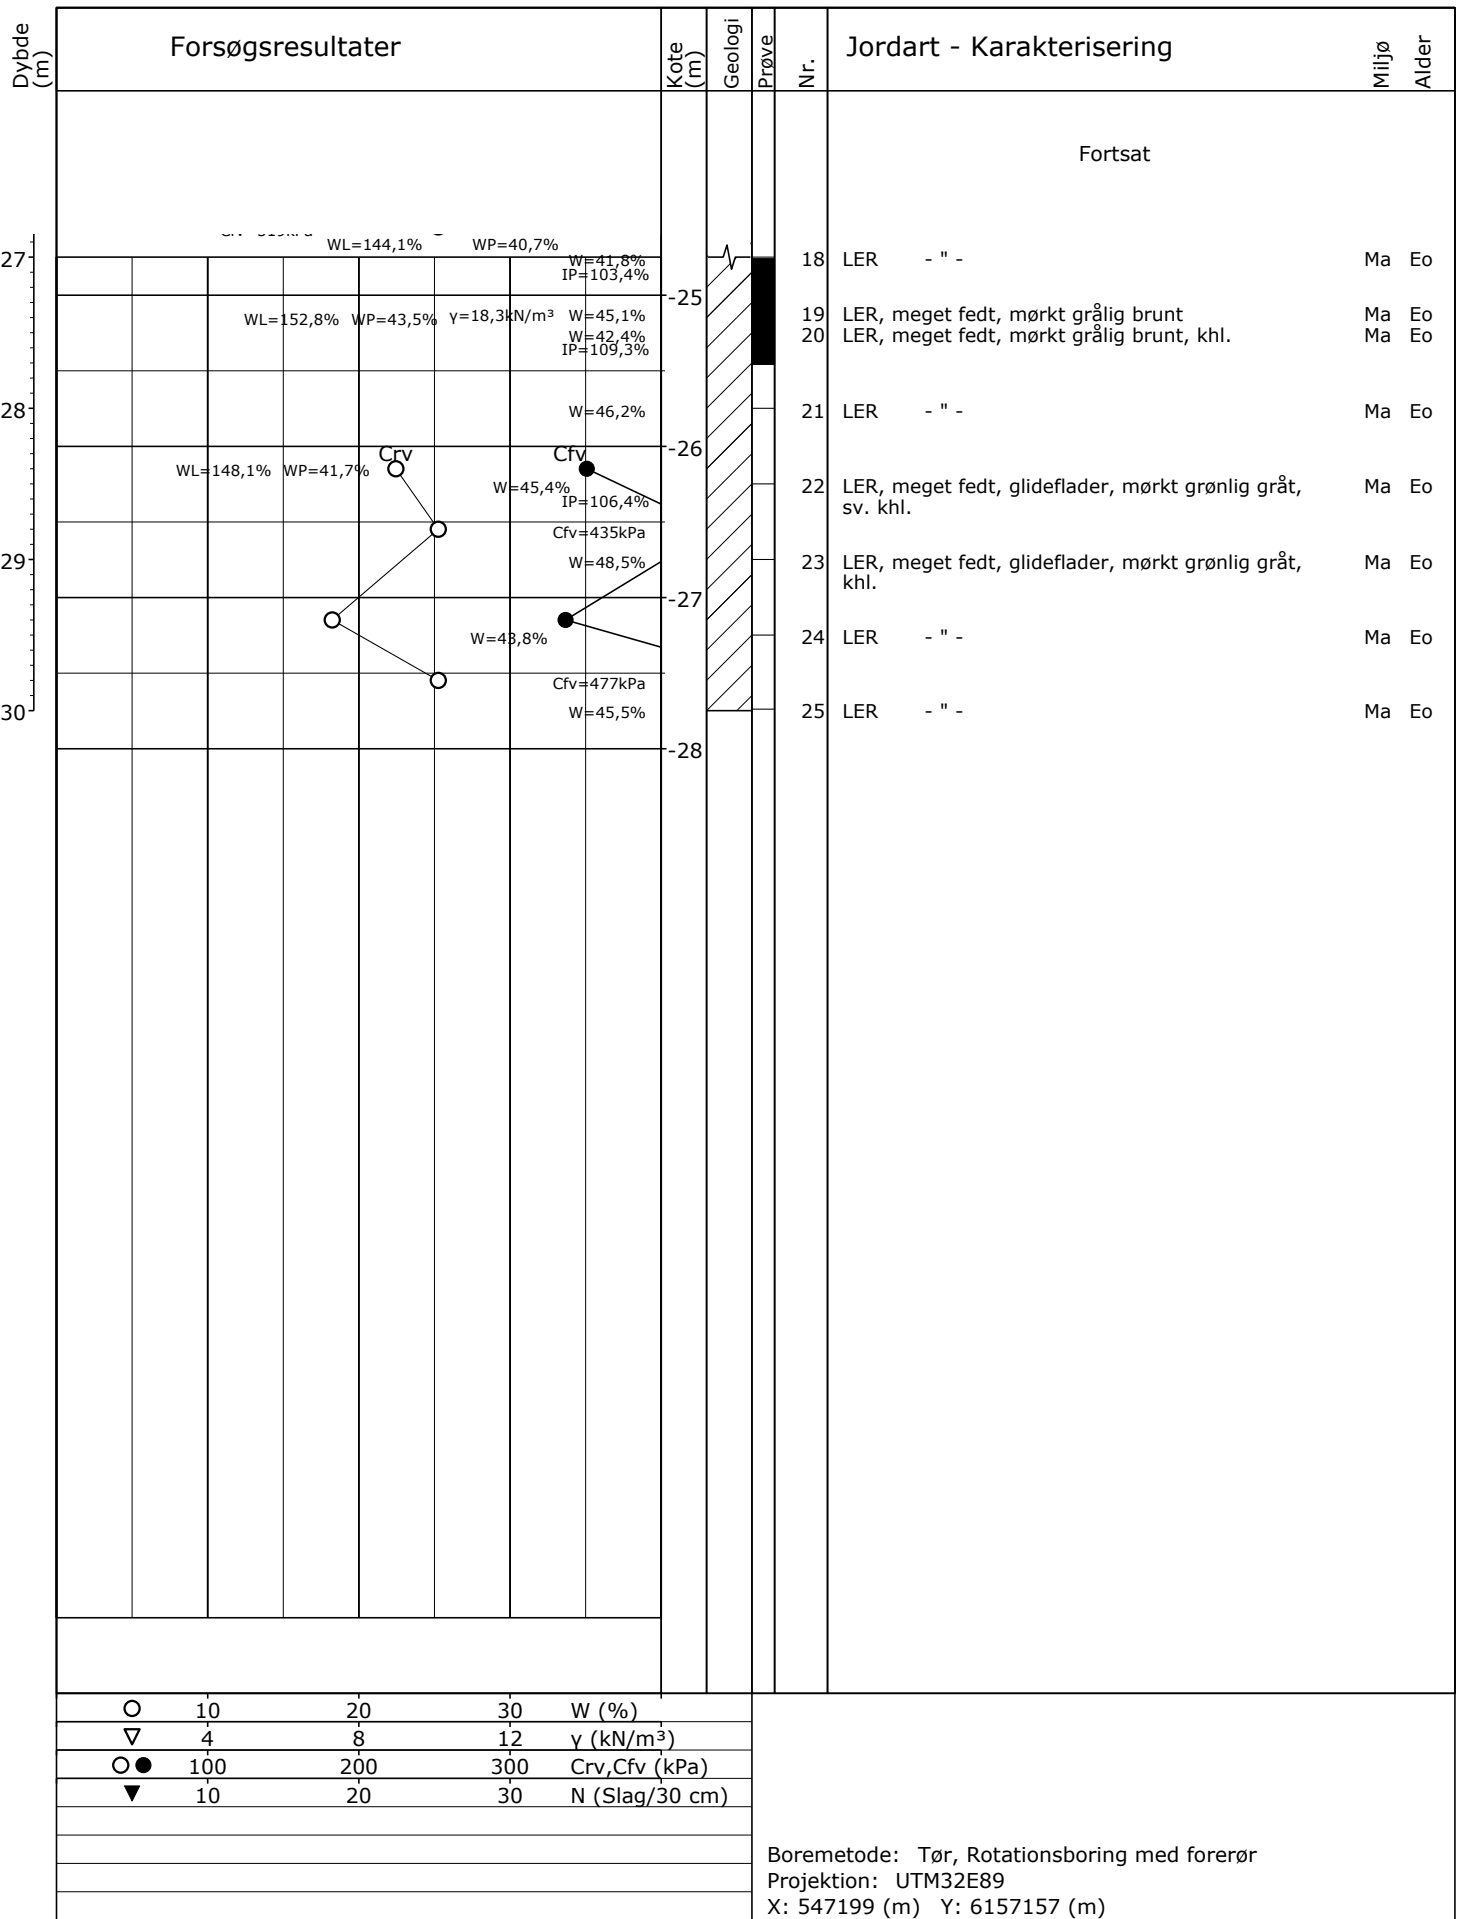 Dybde (m)
Forsøgsresultater
Kote (m)
Geologi
Prøve
Nr.
Jordart - Karakterisering
Miljø
Alder
Fortsat
WL=144,1% WP=40,7%
27 W=41,8% 18 LER - " - Ma Eo
IP=103,4%
-25
WL=152,8% WP=43,5% γ=18,3kN/m³ W=45,1% 19 LER, meget fedt, mørkt grålig brunt Ma Eo
W=42,4% 20 LER, meget fedt, mørkt grålig brunt, khl. Ma Eo
IP=109,3%
28 W=46,2% 21 LER - " - Ma Eo
-26
Crv Cfv
WL=148,1% WP=41,7%
W=45,4% 22 LER, meget fedt, glideflader, mørkt grønlig gråt, Ma Eo
IP=106,4% sv. khl.
Cfv=435kPa
29 W=48,5% 23 LER, meget fedt, glideflader, mørkt grønlig gråt, Ma Eo
khl.
-27
W=43,8% 24 LER - " - Ma Eo
Cfv=477kPa
30 W=45,5% 25 LER - " - Ma Eo
-28
10 20 30 W (%)
4 8 12 γ (kN/m³)
100 200 300 Crv,Cfv (kPa)
10 20 30 N (Slag/30 cm)
Boremetode: Tør, Rotationsboring med forerør
Projektion: UTM32E89
X: 547199 (m) Y: 6157157 (m)